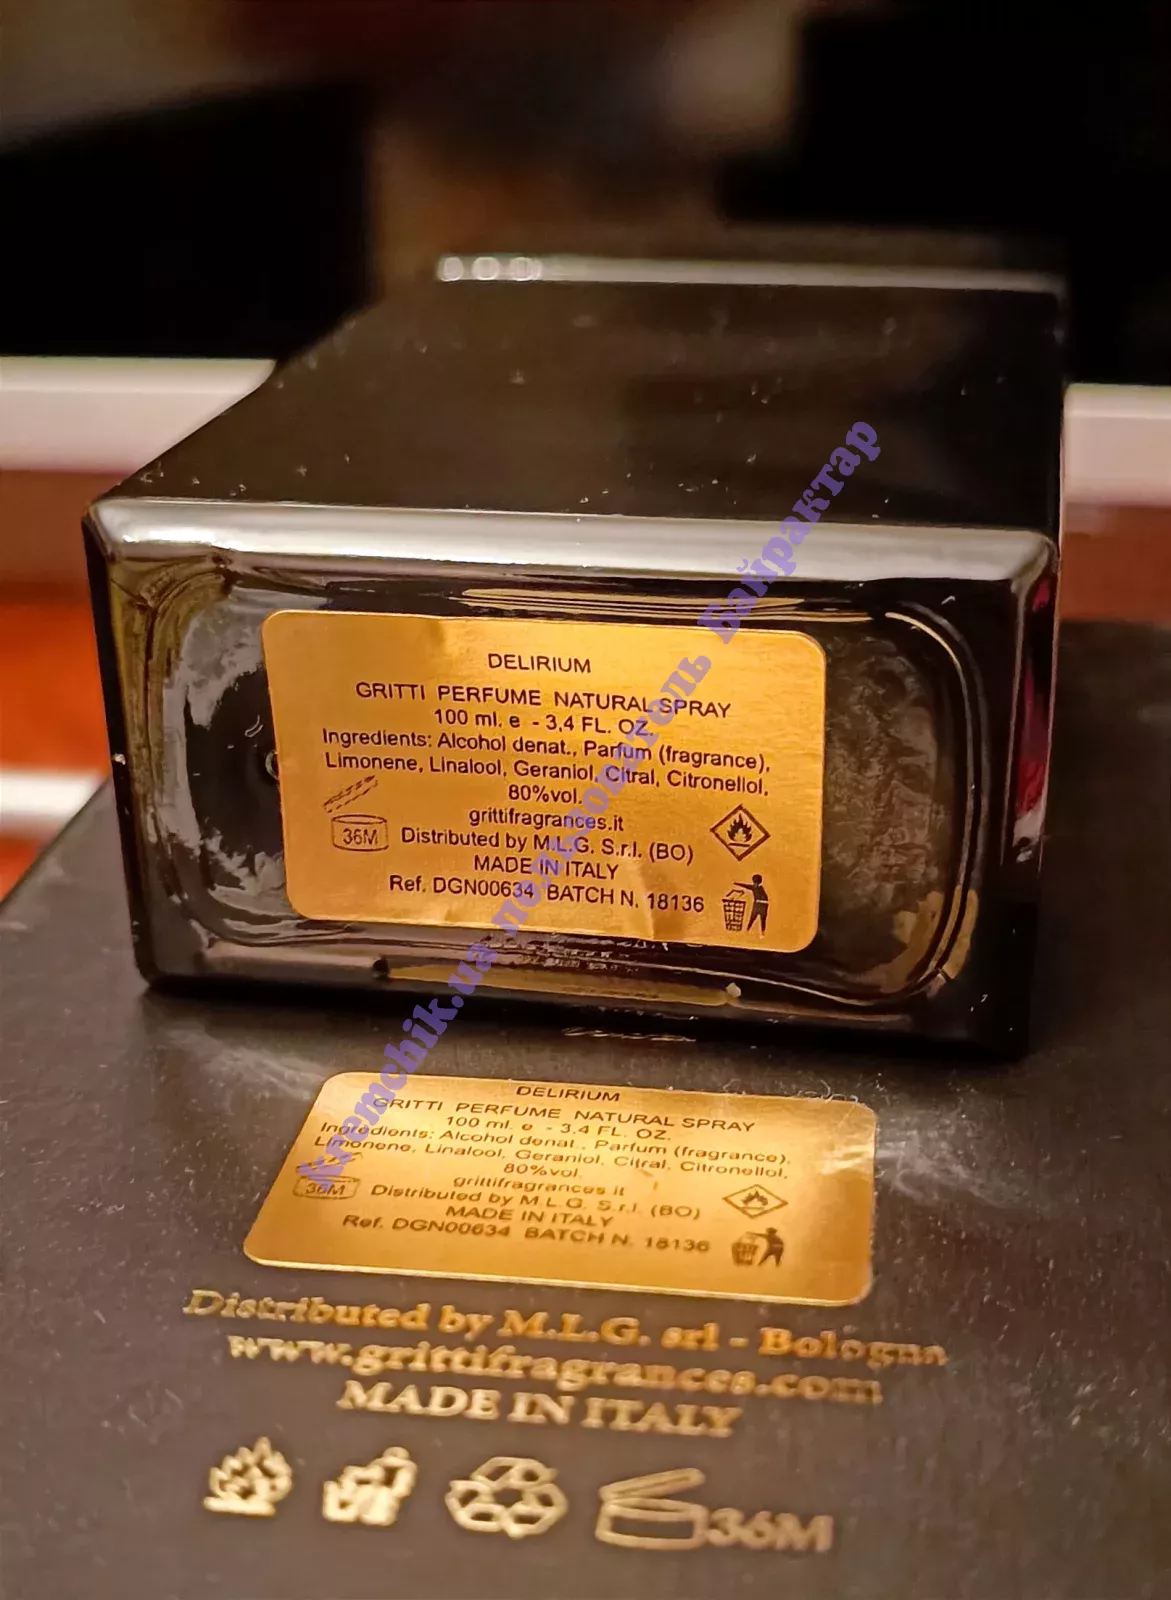 DELIRIUM
GRITTI PERFUME NATURAL SPRAY
100 ml. e - 3,4 FL. OZ.
Ingredients: Alcohol denat., Parfum (fragrance),
Limonene, Linalool, Geraniol, Citral, Citronellol.
80%vol.
grittifragrances.it
36M
Distributed by M.L.G. S.r.l. (BO)
MADE IN ITALY
Ref. DGN00634 BATCH N. 18136
kremchik.ua пользователь Байрактар
DELIRIUM
GRITTI PERFUME NATURAL SPRAY
100 ml. e - 3,4 FL. OZ.
Ingredients: Alcohol denat., Parfum (fragrance),
Limonene, Linalool, Geraniol, Citral, Citronellol.
80%vol.
grittifragrances.it
36M
Distributed by M.L.G. S.r.l. (BO)
MADE IN ITALY
Ref. DGN00634 BATCH N. 18136
Distributed by M.L.G. srl - Bologna
www.grittifragrances.com
MADE IN ITALY
36M